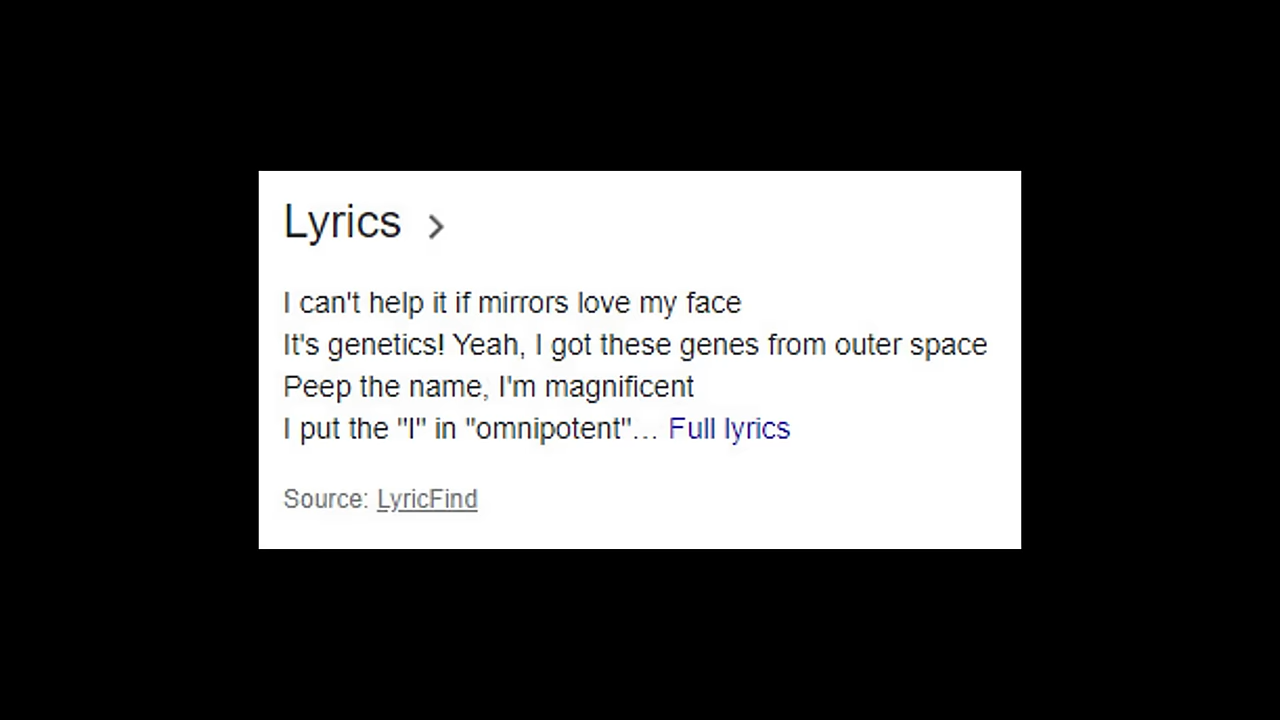 Lyrics >
I can't help it if mirrors love my face
It's genetics! Yeah, I got these genes from outer space
Peep the name, I'm magnificent
I put the "I" in "omnipotent"... Full lyrics
Source: LyricFind